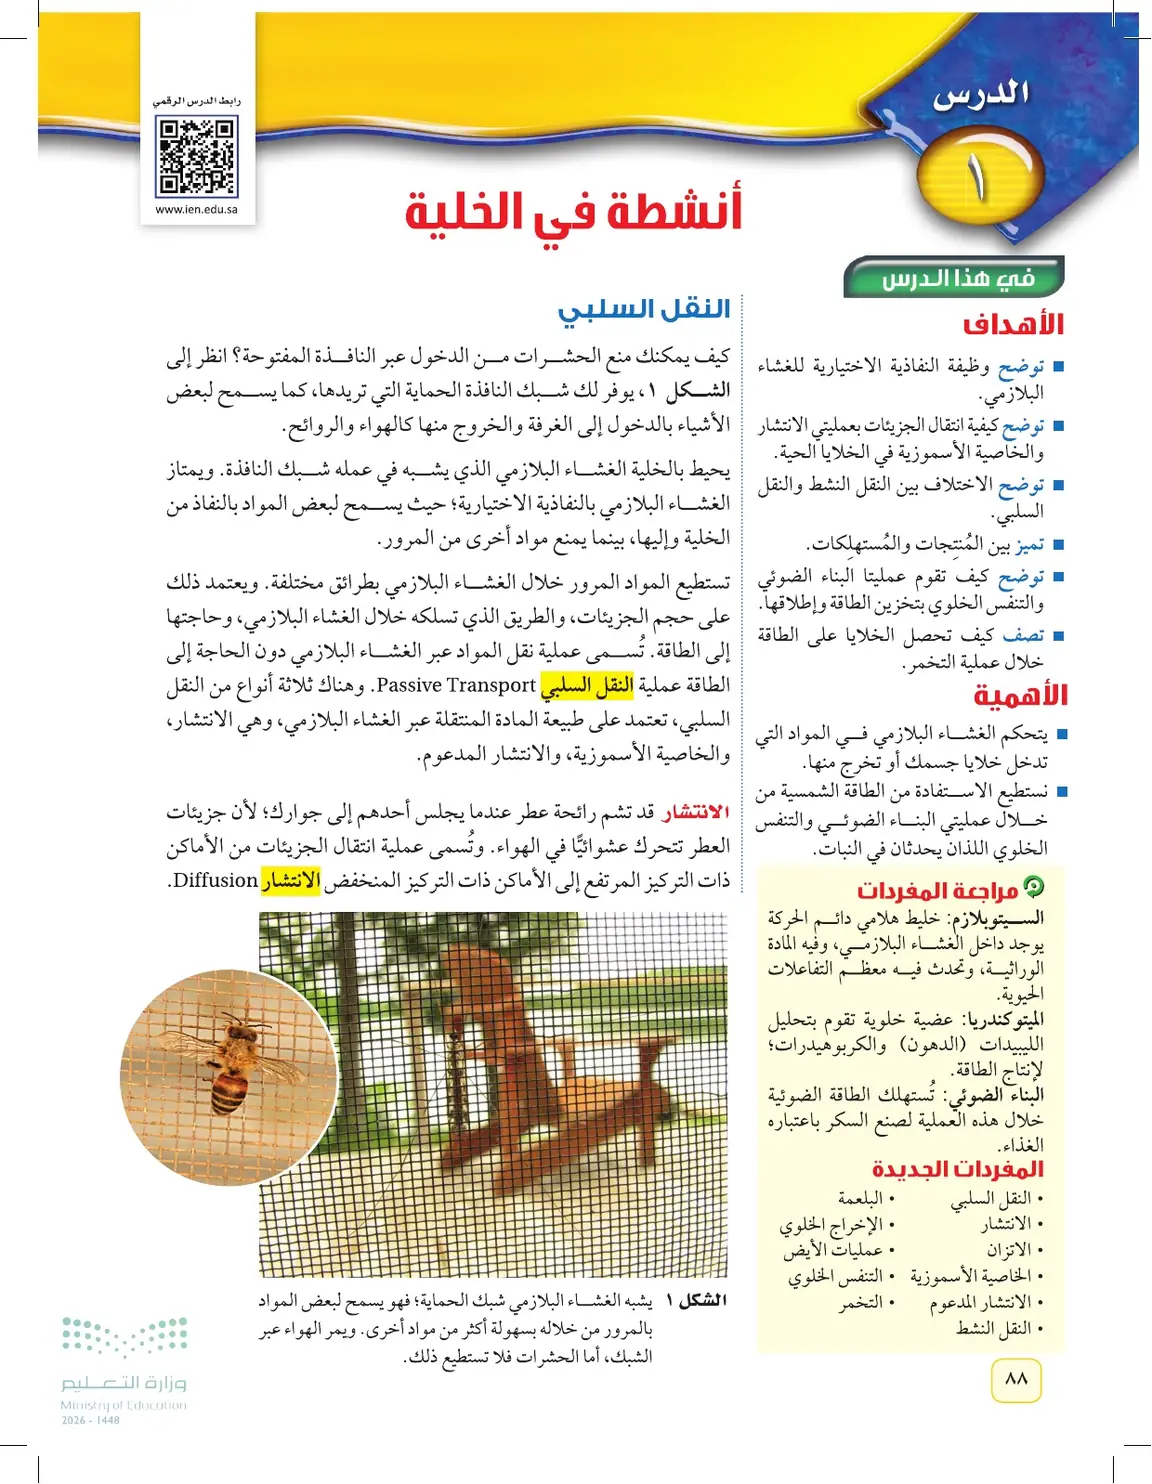 رابط الدرس الرقمي
www.ien.edu.sa
الدرس
١
أنشطة في الخلية
في هذا الدرس
الأهداف
توضح وظيفة النفاذية الاختيارية للغشاء
البلازمي.
توضح كيفية انتقال الجزيئات بعمليتي الانتشار
والخاصية الأسموزية في الخلايا الحية.
توضح الاختلاف بين النقل النشط والنقل
السلبي.
تميز بين المُنتِجات والمُستهلِكات.
توضح كيف تقوم عمليتا البناء الضوئي
والتنفس الخلوي بتخزين الطاقة وإطلاقها.
تصف كيف تحصل الخلايا على الطاقة
خلال عملية التخمر.
الأهمية
يتحكم الغشاء البلازمي في المواد التي
تدخل خلايا جسمك أو تخرج منها.
نستطيع الاستفادة من الطاقة الشمسية من
خلال عمليتي البناء الضوئي والتنفس
الخلوي اللذان يحدثان في النبات.
مراجعة المفردات
السيتوبلازم: خليط هلامي دائم الحركة
يوجد داخل الغشاء البلازمي، وفيه المادة
الوراثية، وتحدث فيه معظم التفاعلات
الحيوية.
الميتوكندريا: عضية خلوية تقوم بتحليل
الليبيدات (الدهون) والكربوهيدرات؛
لإنتاج الطاقة.
البناء الضوئي: تُستهلك الطاقة الضوئية
خلال هذه العملية لصنع السكر باعتباره
الغذاء.
المفردات الجديدة
• النقل السلبي • البلعمة
• الانتشار • الإخراج الخلوي
• الاتزان • عمليات الأيض
• الخاصية الأسموزية • التنفس الخلوي
• الانتشار المدعوم • التخمر
• النقل النشط
النقل السلبي
كيف يمكنك منع الحشرات من الدخول عبر النافذة المفتوحة؟ انظر إلى
الشكل ١، يوفر لك شبك النافذة الحماية التي تريدها، كما يسمح لبعض
الأشياء بالدخول إلى الغرفة والخروج منها كالهواء والروائح.
يحيط بالخلية الغشاء البلازمي الذي يشبه في عمله شبك النافذة. ويمتاز
الغشاء البلازمي بالنفاذية الاختيارية؛ حيث يسمح لبعض المواد بالنفاذ من
الخلية وإليها، بينما يمنع مواد أخرى من المرور.
تستطيع المواد المرور خلال الغشاء البلازمي بطرائق مختلفة. ويعتمد ذلك
على حجم الجزيئات، والطريق الذي تسلكه خلال الغشاء البلازمي، وحاجتها
إلى الطاقة. تُسمى عملية نقل المواد عبر الغشاء البلازمي دون الحاجة إلى
الطاقة عملية النقل السلبي Passive Transport. وهناك ثلاثة أنواع من النقل
السلبي، تعتمد على طبيعة المادة المنتقلة عبر الغشاء البلازمي، وهي الانتشار،
والخاصية الأسموزية، والانتشار المدعوم.
الانتشار قد تشم رائحة عطر عندما يجلس أحدهم إلى جوارك؛ لأن جزيئات
العطر تتحرك عشوائيًّا في الهواء. وتُسمى عملية انتقال الجزيئات من الأماكن
ذات التركيز المرتفع إلى الأماكن ذات التركيز المنخفض الانتشار Diffusion.
الشكل ١ يشبه الغشاء البلازمي شبك الحماية؛ فهو يسمح لبعض المواد
بالمرور من خلاله بسهولة أكثر من مواد أخرى. ويمر الهواء عبر
الشبك، أما الحشرات فلا تستطيع ذلك.
٨٨
وزارة التعليم
Ministry of Education
2026 - 1448